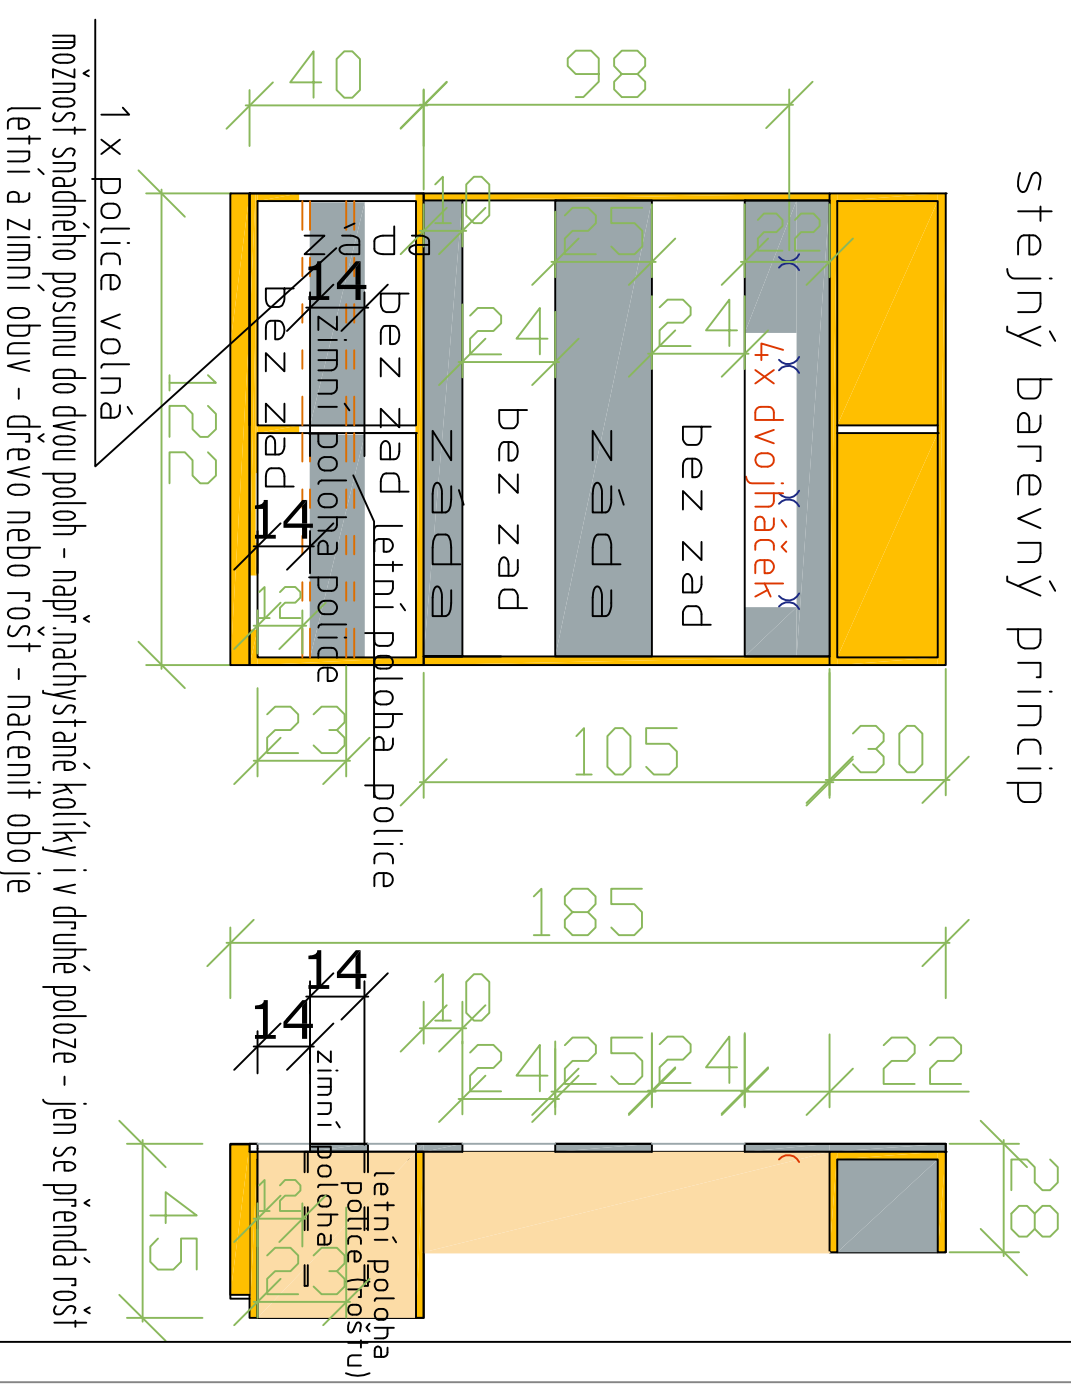 stejný barevný princip
98
40
22
25
10
24
24
4x dvojháček
bez zad
záda
bez zad
záda
bez zad
zimní poloha police
bez zad
letní poloha police
14
14
12
23
122
105
30
1 x police volná
možnost snadného posunu do dvou poloh - např.nachystané kolíky i v druhé poloze - jen se přendá rošt
letní a zimní obuv - dřevo nebo rošt - nacenit oboje
185
14
14
10
24
25
24
22
28
45
12
23
zimní poloha
letní poloha
police (roštu)